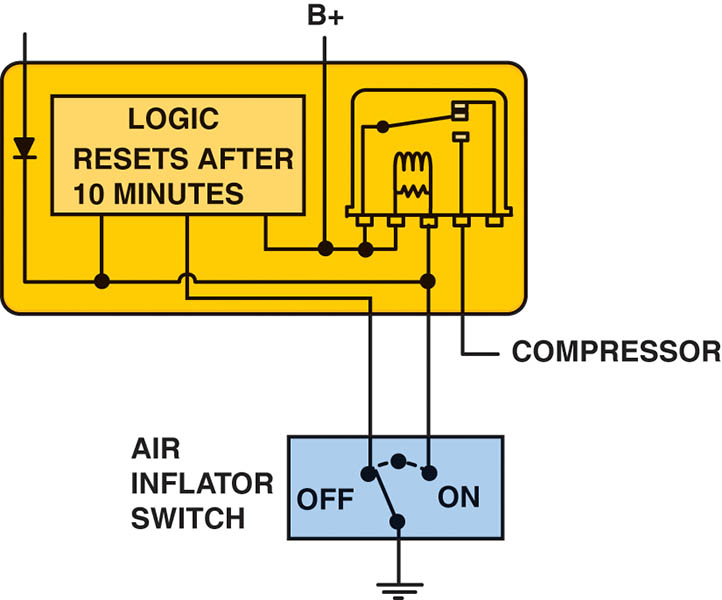 B+
LOGIC
RESETS AFTER
10 MINUTES
COMPRESSOR
AIR
INFLATOR
SWITCH
OFF
ON